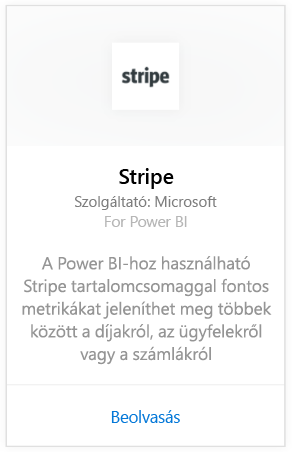 stripe
Stripe
Szolgáltató: Microsoft
For Power BI
A Power BI-hoz használható
Stripe tartalomcsomaggal fontos
metrikákat jeleníthet meg többek
között a díjakról, az ügyfelekről
vagy a számlákról
Beolvasás